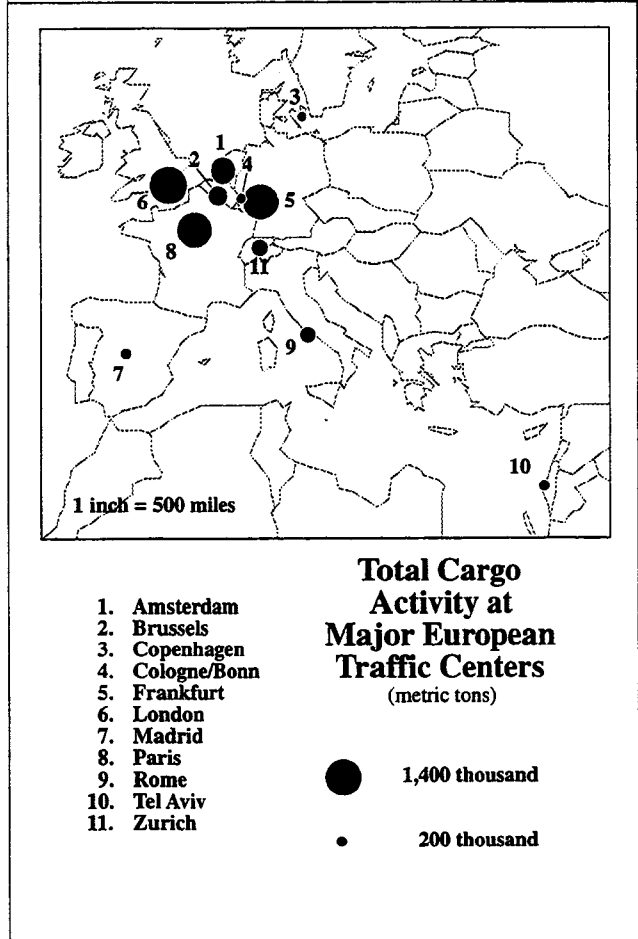 3
1
2
4
6
5
8
11
9
7
10
1 inch = 500 miles
Total Cargo
Activity at
Major European
Traffic Centers
(metric tons)
1. Amsterdam
2. Brussels
3. Copenhagen
4. Cologne/Bonn
5. Frankfurt
6. London
7. Madrid
8. Paris
9. Rome
10. Tel Aviv
11. Zurich
1,400 thousand
200 thousand